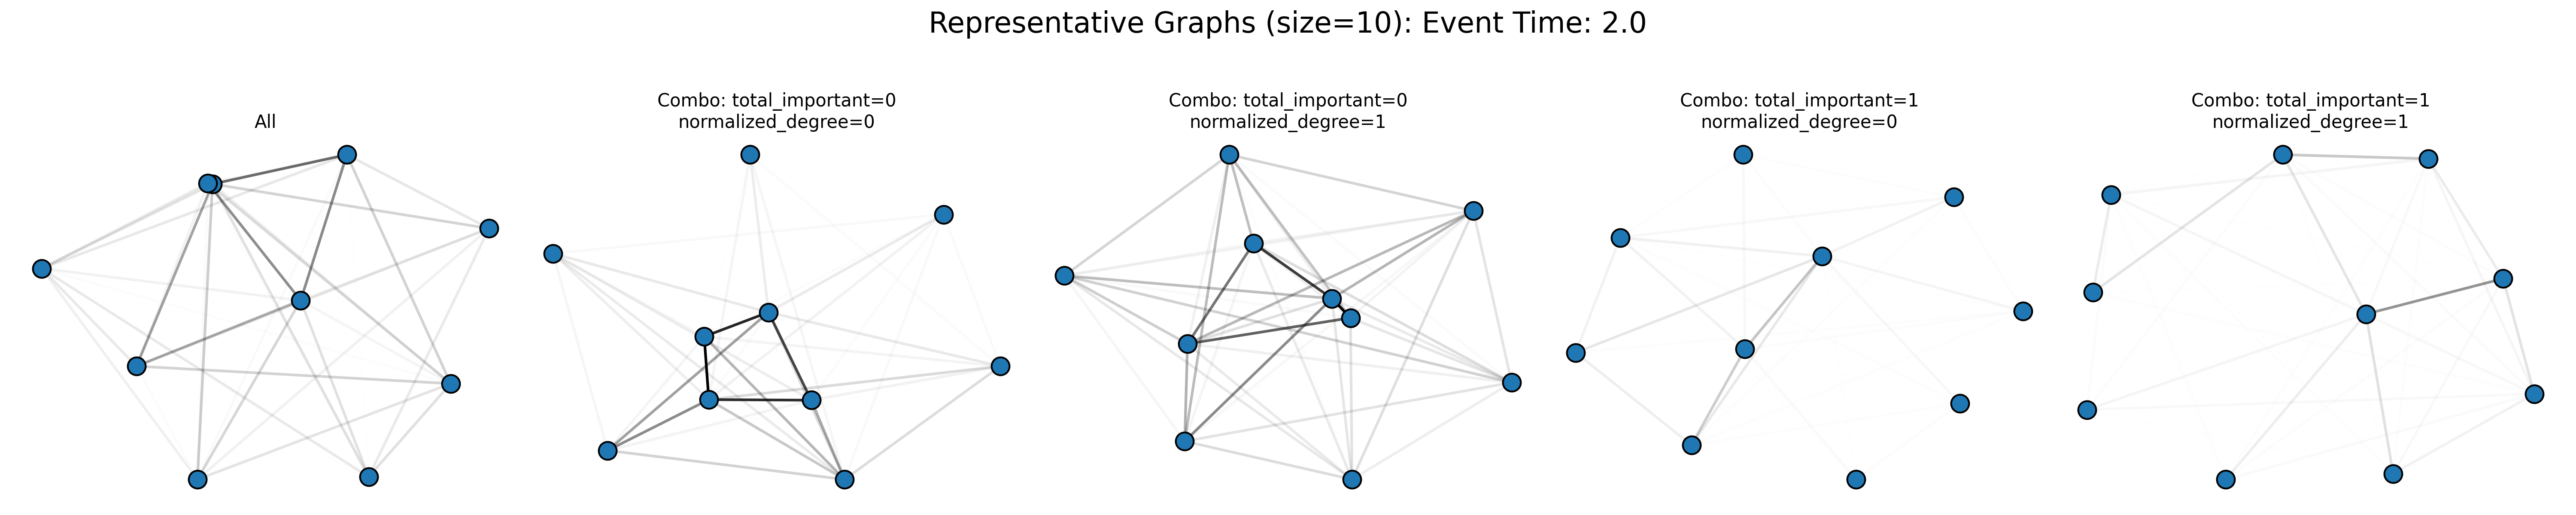 Representative Graphs (size=10): Event Time: 2.0
All
Combo: total_important=0
normalized_degree=0
Combo: total_important=0
normalized_degree=1
Combo: total_important=1
normalized_degree=0
Combo: total_important=1
normalized_degree=1